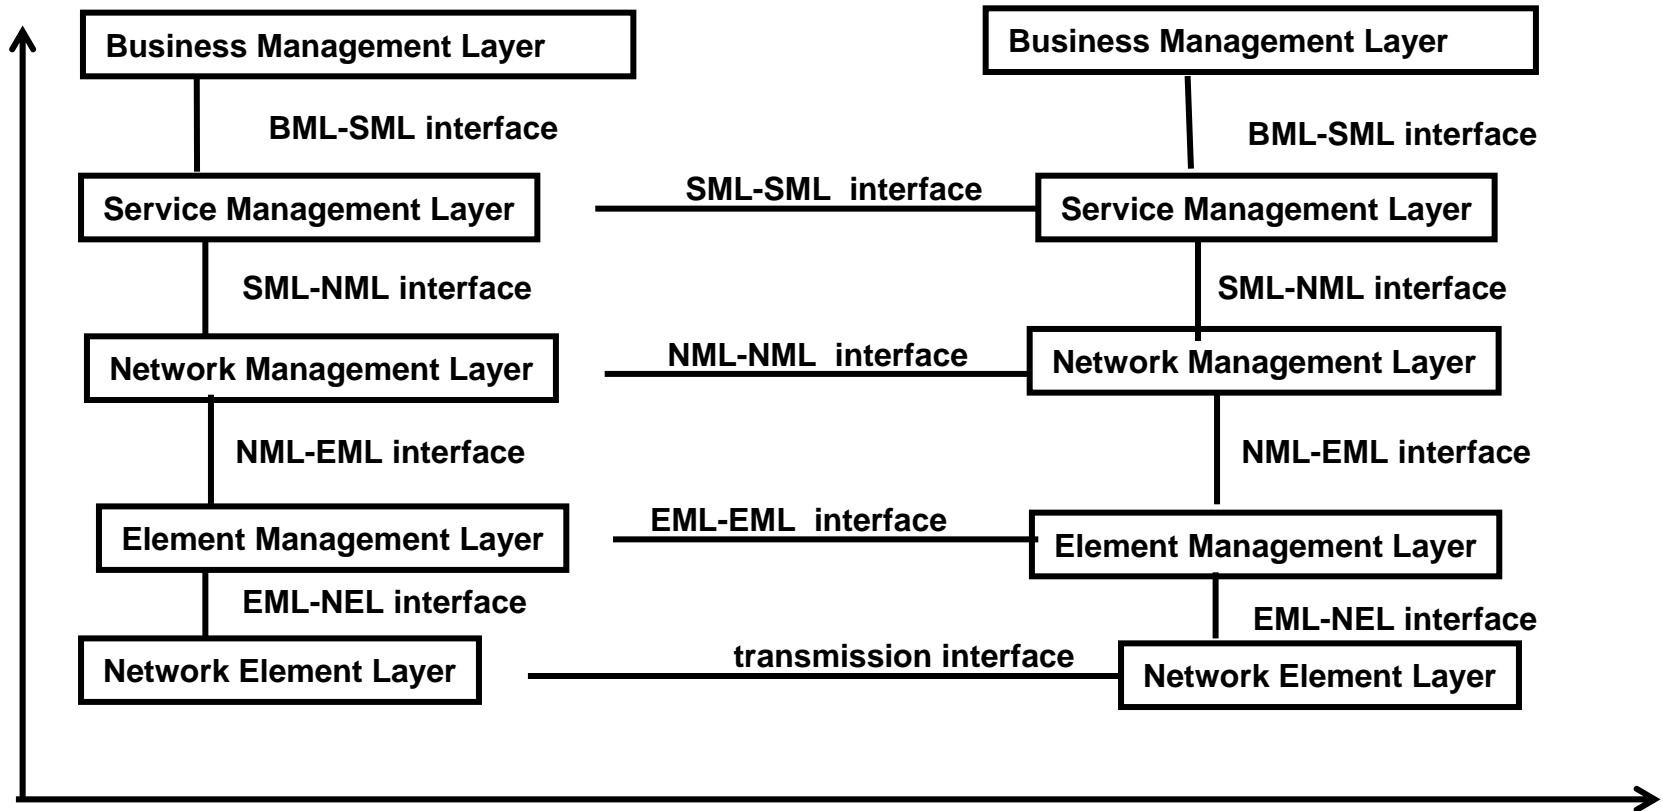 Business Management Layer
Business Management Layer
BML-SML interface
BML-SML interface
SML-SML interface
Service Management Layer
Service Management Layer
SML-NML interface
SML-NML interface
NML-NML interface
Network Management Layer
Network Management Layer
NML-EML interface
NML-EML interface
EML-EML interface
Element Management Layer
Element Management Layer
EML-NEL interface
EML-NEL interface
transmission interface
Network Element Layer
Network Element Layer